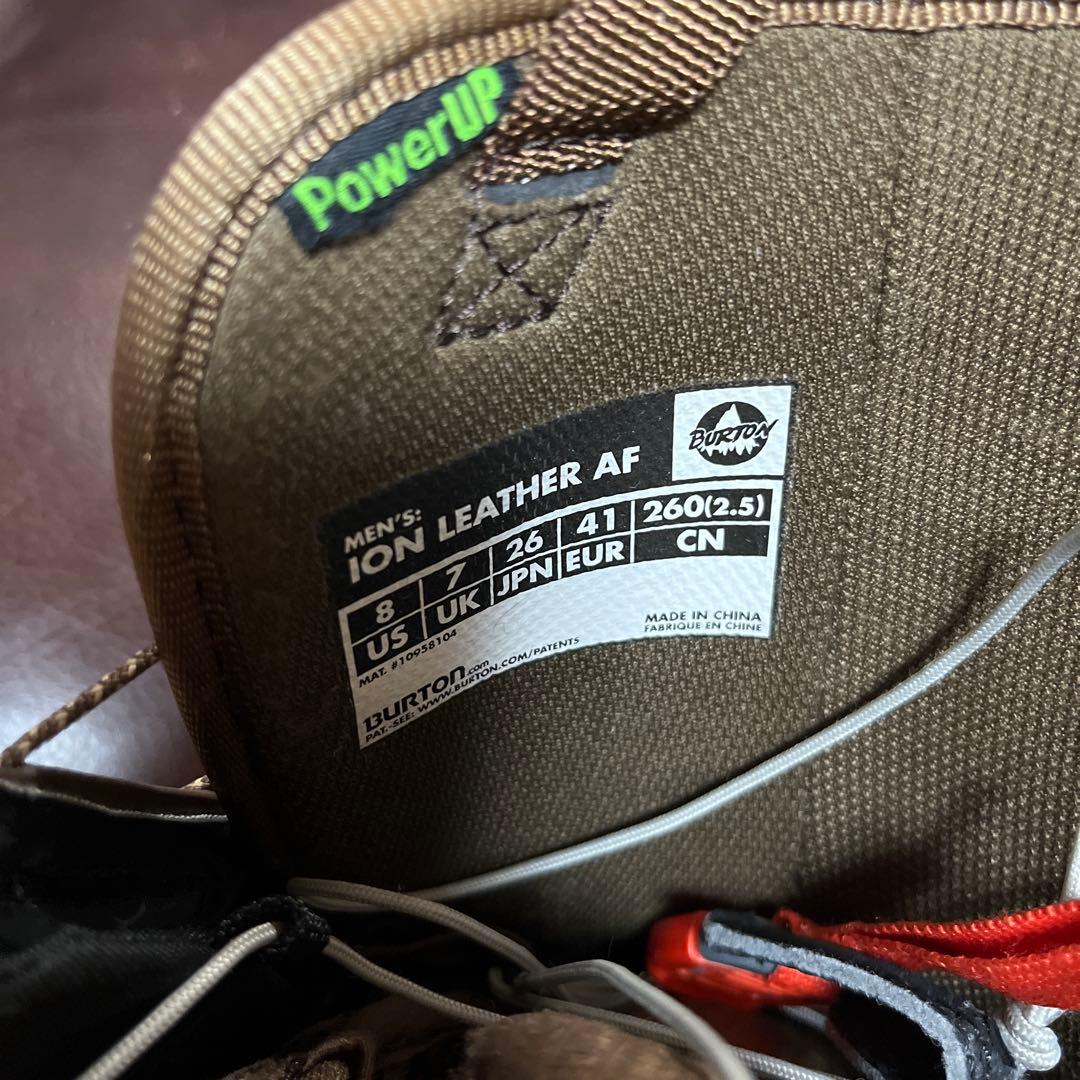 PowerUP
BURTON
MEN'S:
ION LEATHER AF
8 7 26 41 260(2.5)
US UK JPN EUR CN
MAT. #10958104
MADE IN CHINA
FABRIQUE EN CHINE
BURTON.com
PAT.-SEE: WWW.BURTON.COM/PATENTS